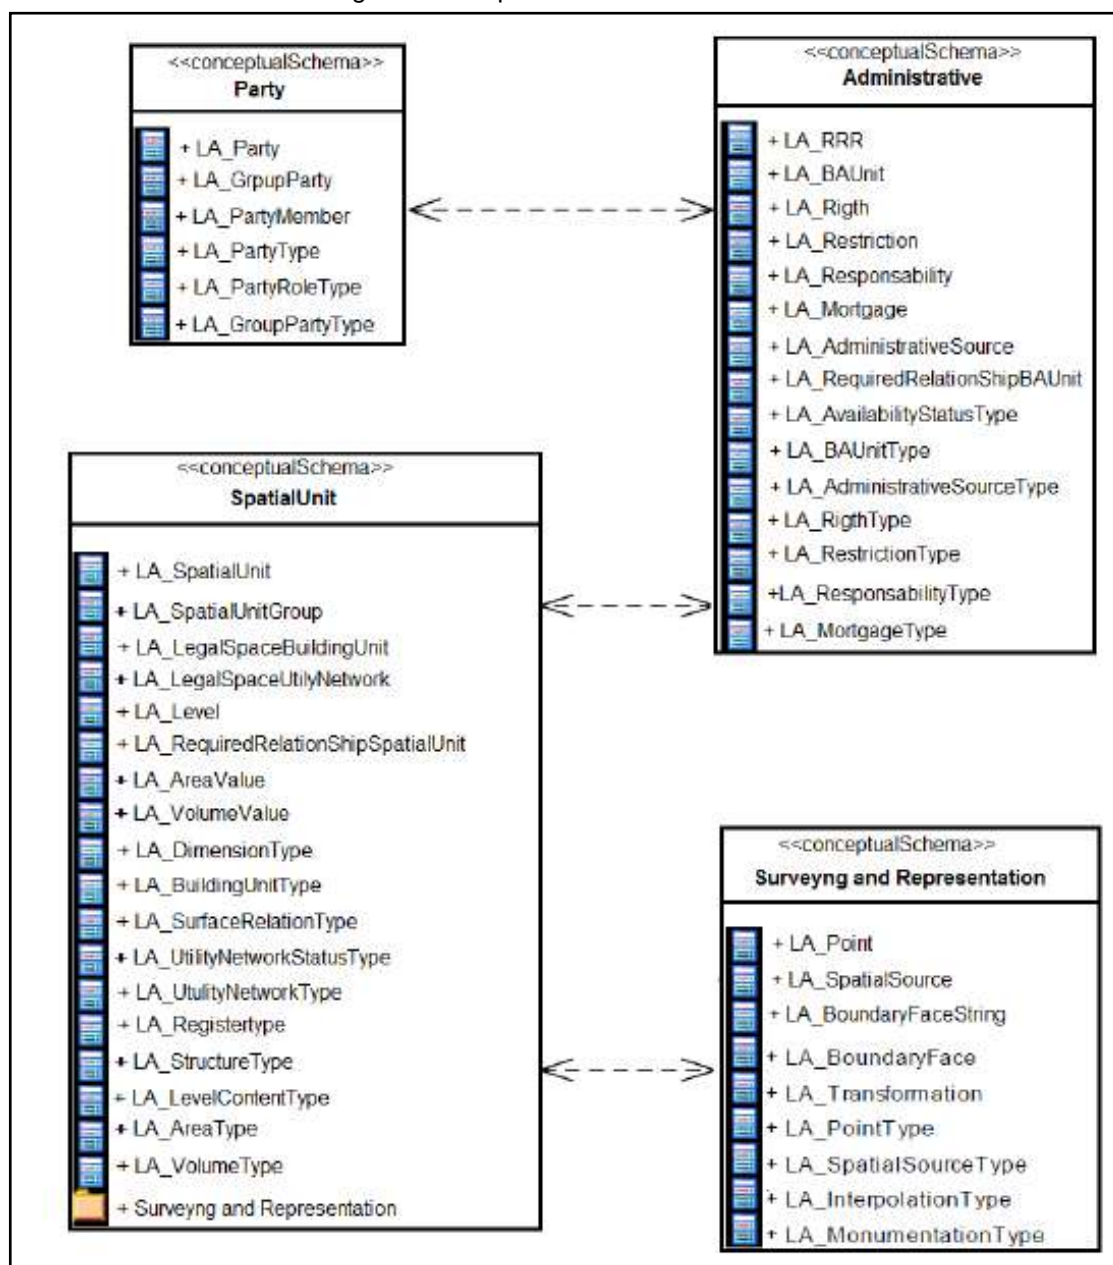 <<conceptualSchema>>
Party
+ LA_Party
+ LA_GrpupParty
+ LA_PartyMember
+ LA_PartyType
+ LA_PartyRoleType
+ LA_GroupPartyType
<<conceptualSchema>>
Administrative
+ LA_RRR
+ LA_BAUnit
+ LA_Rigth
+ LA_Restriction
+ LA_Responsability
+ LA_Mortgage
+ LA_AdministrativeSource
+ LA_RequiredRelationShipBAUnit
+ LA_AvailabilityStatusType
+ LA_BAUnitType
+ LA_AdministrativeSourceType
+ LA_RigthType
+ LA_RestrictionType
+LA_ResponsabilityType
+ LA_MortgageType
<<conceptualSchema>>
SpatialUnit
+ LA_SpatialUnit
+ LA_SpatialUnitGroup
+ LA_LegalSpaceBuildingUnit
+ LA_LegalSpaceUtilyNetwork
+ LA_Level
+ LA_RequiredRelationShipSpatialUnit
+ LA_AreaValue
+ LA_VolumeValue
+ LA_DimensionType
+ LA_BuildingUnitType
+ LA_SurfaceRelationType
+ LA_UtilityNetworkStatusType
+ LA_UtulityNetworkType
+ LA_Registertype
+ LA_StructureType
+ LA_LevelContentType
+ LA_AreaType
+ LA_VolumeType
+ Surveyng and Representation
<<conceptualSchema>>
Surveyng and Representation
+ LA_Point
+ LA_SpatialSource
+ LA_BoundaryFaceString
+ LA_BoundaryFace
+ LA_Transformation
+ LA_PointType
+ LA_SpatialSourceType
+ LA_InterpolationType
+ LA_MonumentationType